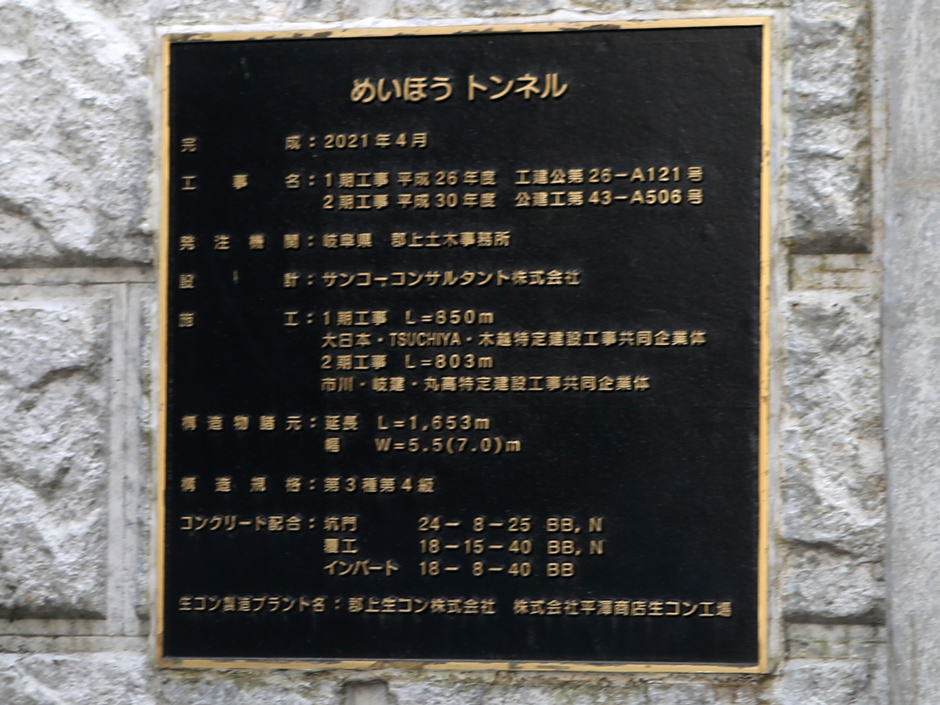 めいほう トンネル
完成：2021年4月
工事名：1期工事 平成26年度 工建公第26－A121号
2期工事 平成30年度 公建工第43－A506号
発注機関：岐阜県 郡上土木事務所
設計：サンコーコンサルタント株式会社
施工：1期工事 L=850m
大日本・TSUCHIYA・木越特定建設工事共同企業体
2期工事 L=803m
市川・岐建・丸高特定建設工事共同企業体
構造物諸元：延長 L=1,653m
幅 W=5.5(7.0)m
構造規格：第3種第4級
コンクリート配合：坑門 24－8－25 BB, N
覆工 18－15－40 BB, N
インバート 18－8－40 BB
生コン製造プラント名：郡上生コン株式会社 株式会社平澤商店生コン工場